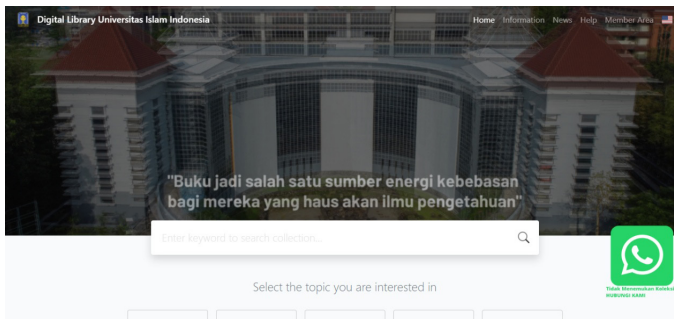 Digital Library Universitas Islam Indonesia
Home Information News Help Member Area
"Buku jadi salah satu sumber energi kebebasan
bagi mereka yang haus akan ilmu pengetahuan"
Enter keyword to search collection...
Select the topic you are interested in
Tidak Menemukan Koleksi
HUBUNGI KAMI